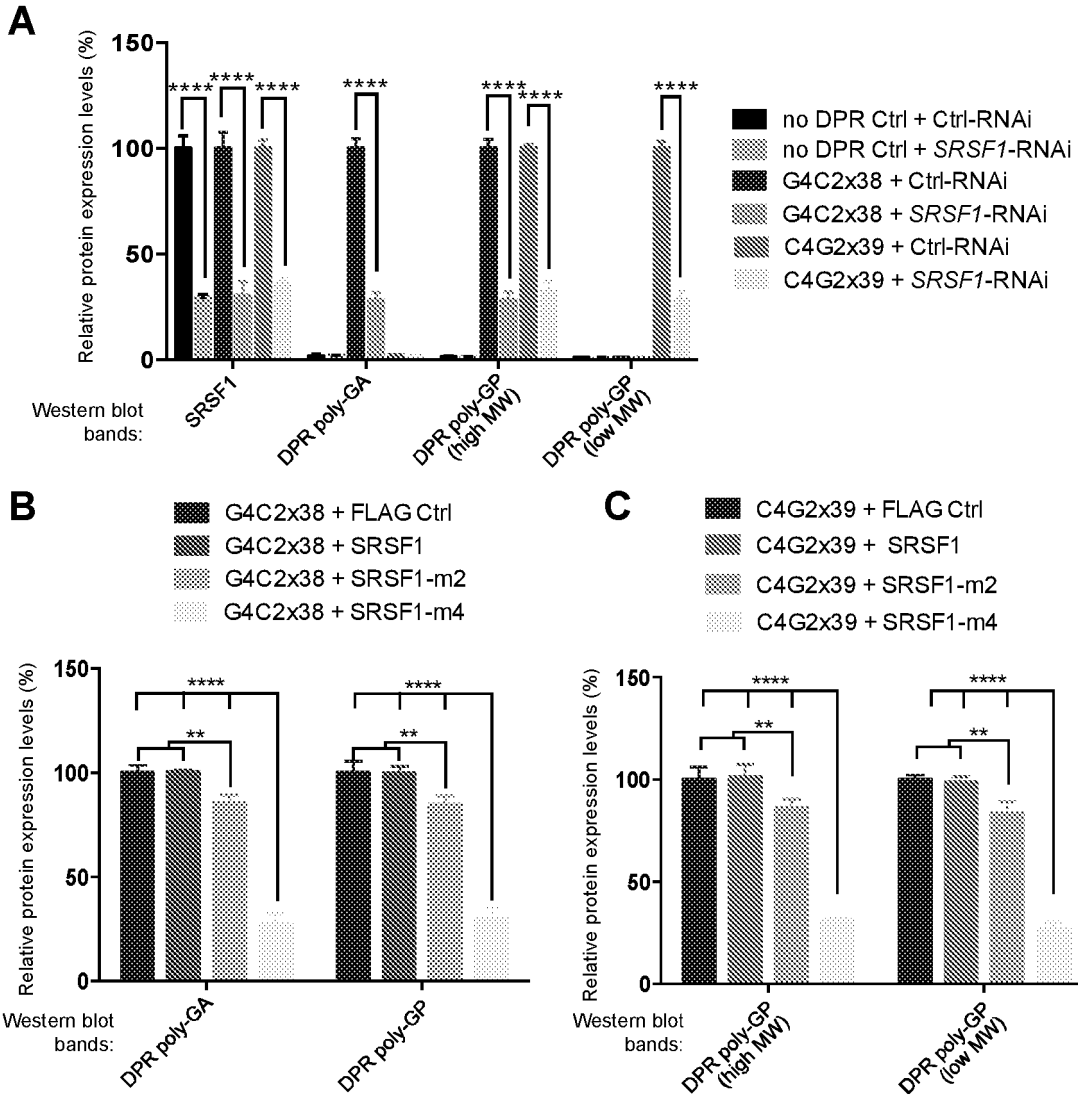 A
Relative protein expression levels (%)
150
100
50
0
**** **** ****
****
**** ****
****
no DPR Ctrl + Ctrl-RNAi
no DPR Ctrl + SRSF1-RNAi
G4C2x38 + Ctrl-RNAi
G4C2x38 + SRSF1-RNAi
C4G2x39 + Ctrl-RNAi
C4G2x39 + SRSF1-RNAi
Western blot
bands:
SRSF1
DPR poly-GA
DPR poly-GP
(high MW)
DPR poly-GP
(low MW)
B
G4C2x38 + FLAG Ctrl
G4C2x38 + SRSF1
G4C2x38 + SRSF1-m2
G4C2x38 + SRSF1-m4
Relative protein expression levels (%)
150
100
50
0
****
**
****
**
Western blot
bands:
DPR poly-GA
DPR poly-GP
C
C4G2x39 + FLAG Ctrl
C4G2x39 + SRSF1
C4G2x39 + SRSF1-m2
C4G2x39 + SRSF1-m4
Relative protein expression levels (%)
150
100
50
0
****
**
****
**
Western blot
bands:
DPR poly-GP
(high MW)
DPR poly-GP
(low MW)